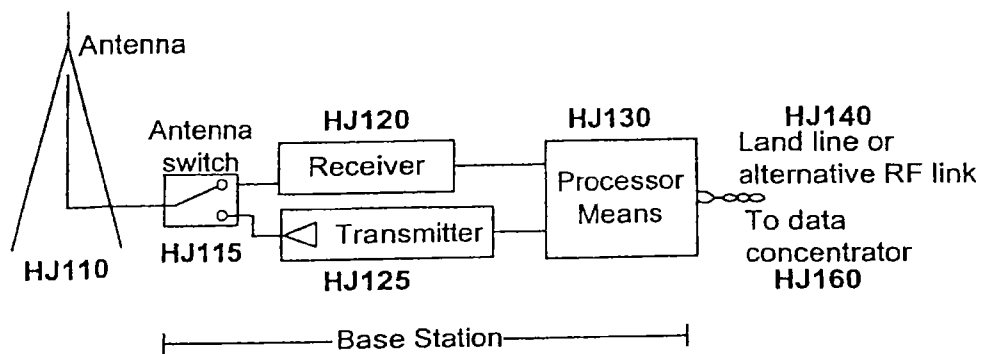 Antenna
HJ110
Antenna
switch
HJ115
HJ120
Receiver
Transmitter
HJ125
HJ130
Processor
Means
HJ140
Land line or
alternative RF link
To data
concentrator
HJ160
Base Station